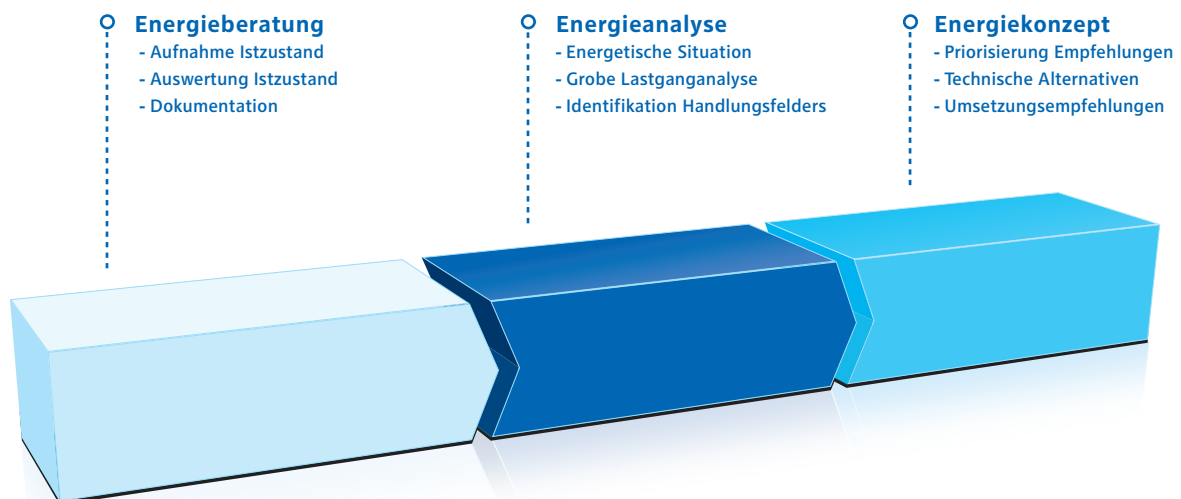 Energieberatung
- Aufnahme Istzustand
- Auswertung Istzustand
- Dokumentation
Energieanalyse
- Energetische Situation
- Grobe Lastganganalyse
- Identifikation Handlungsfelders
Energiekonzept
- Priorisierung Empfehlungen
- Technische Alternativen
- Umsetzungsempfehlungen